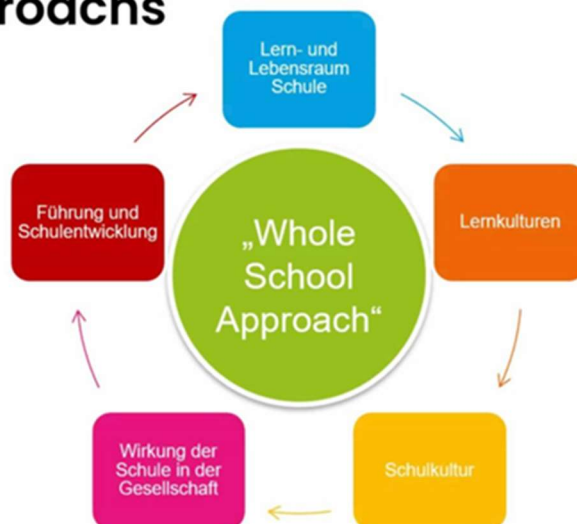 roachs
Lern- und
Lebensraum
Schule
Führung und
Schulentwicklung
Lernkulturen
„Whole
School
Approach“
Wirkung der
Schule in der
Gesellschaft
Schulkultur